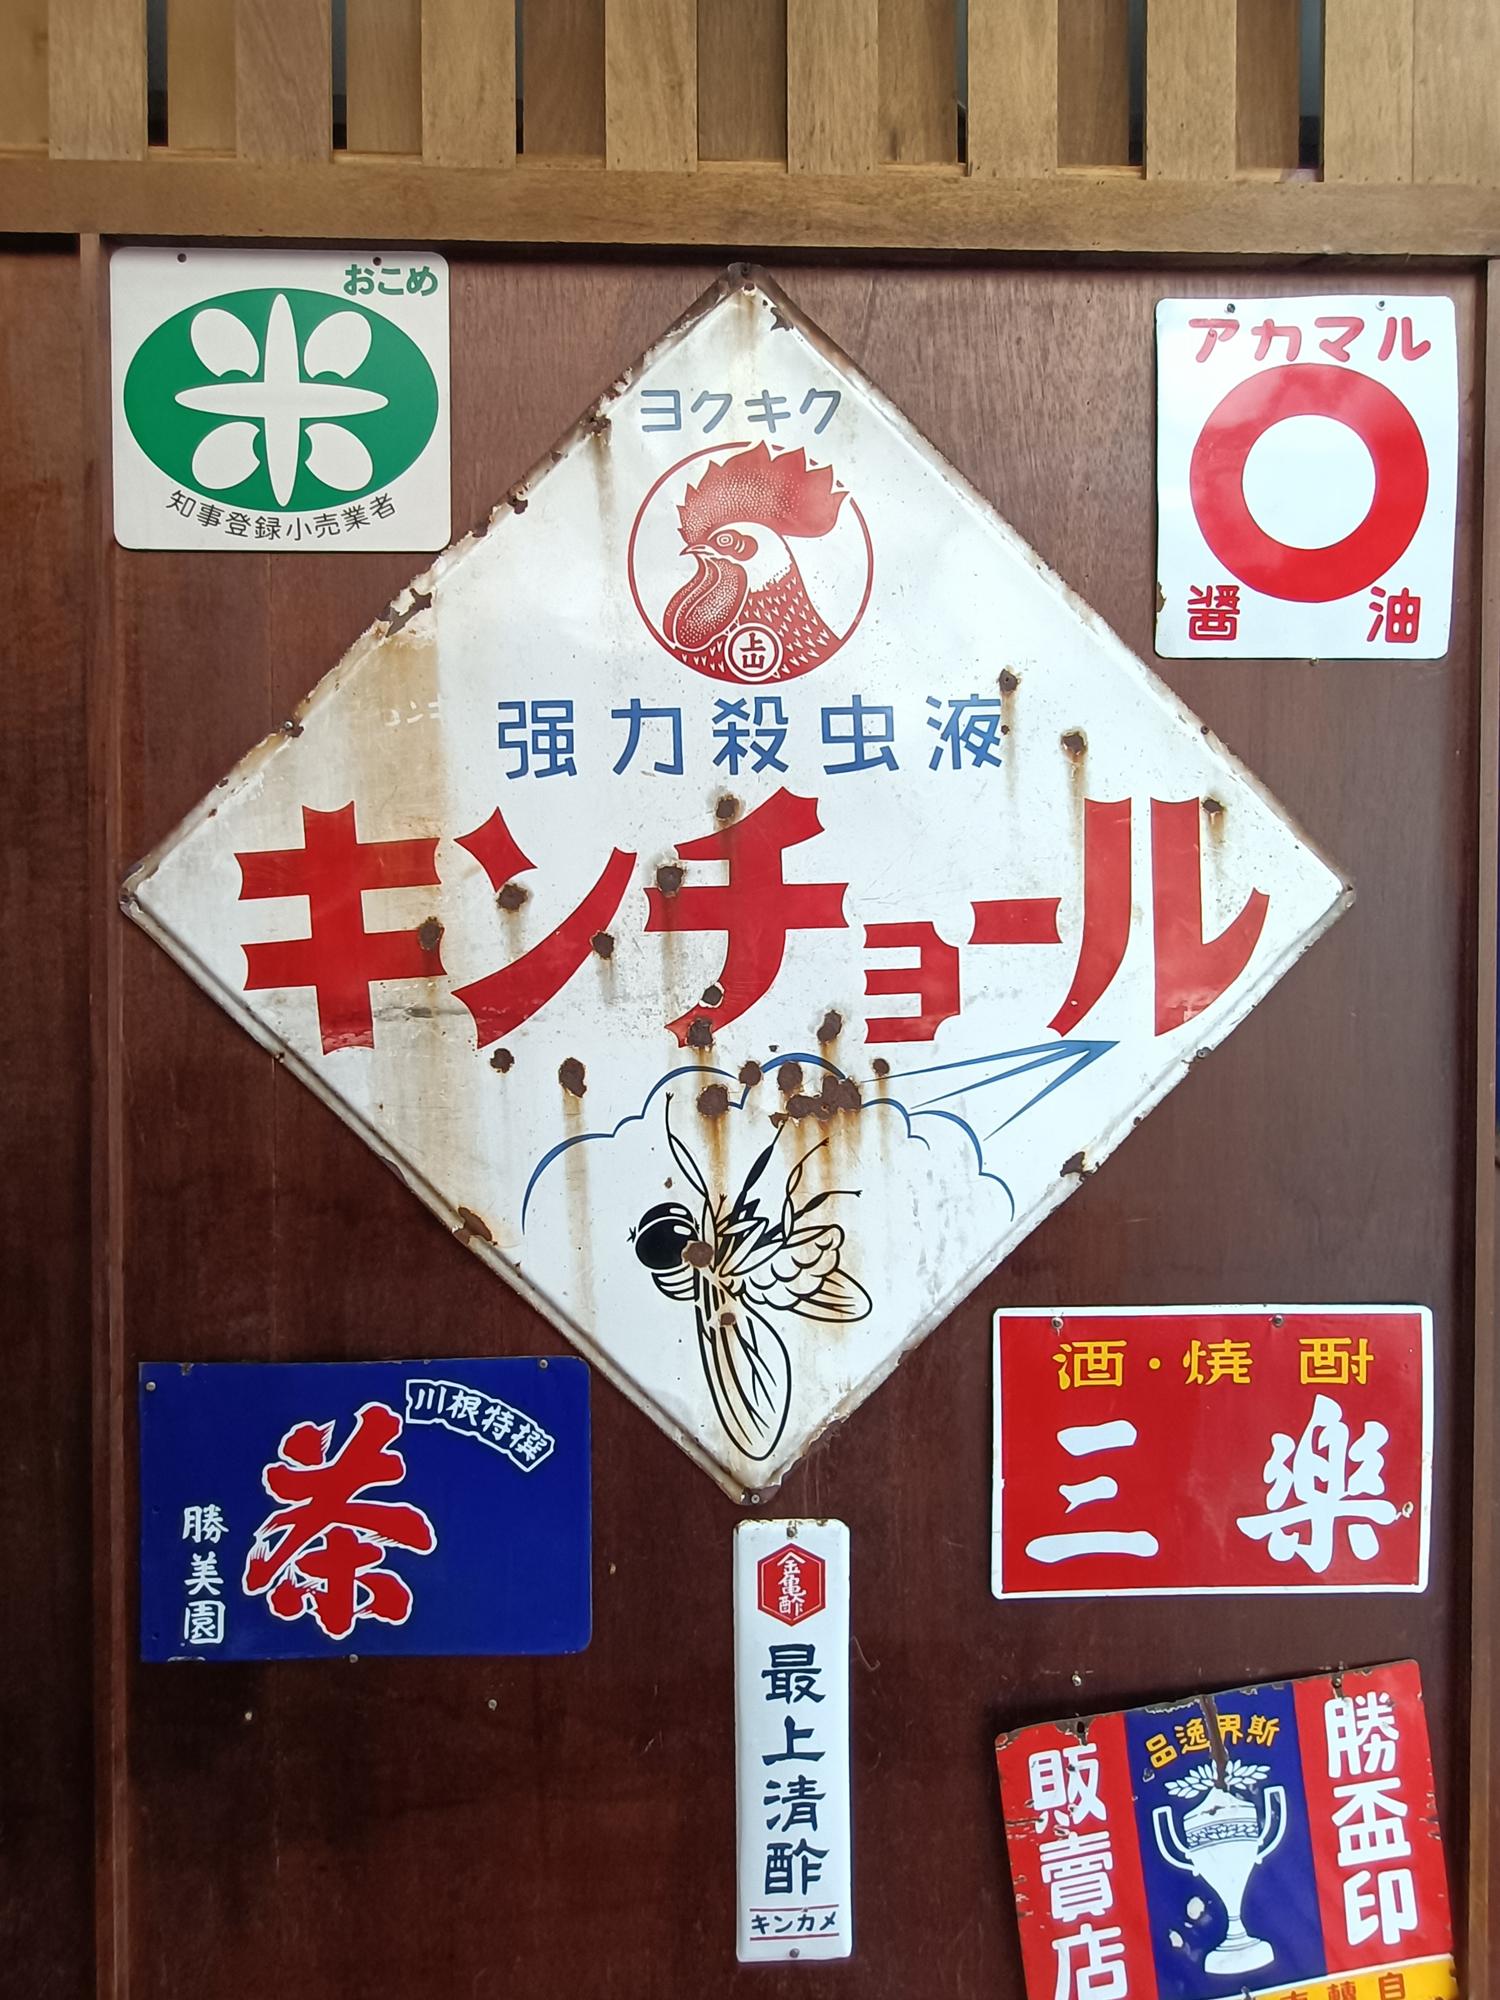 おこめ
米
知事登録小売業者
アカマル
醤油
ヨクキク
上山
强力殺虫液
キンチョール
川根特撰
茶
勝美園
酒・焼酎
三楽
金亀酢
最上清酢
キンカメ
勝盃印
斯界逸品
販賣店
自轉車